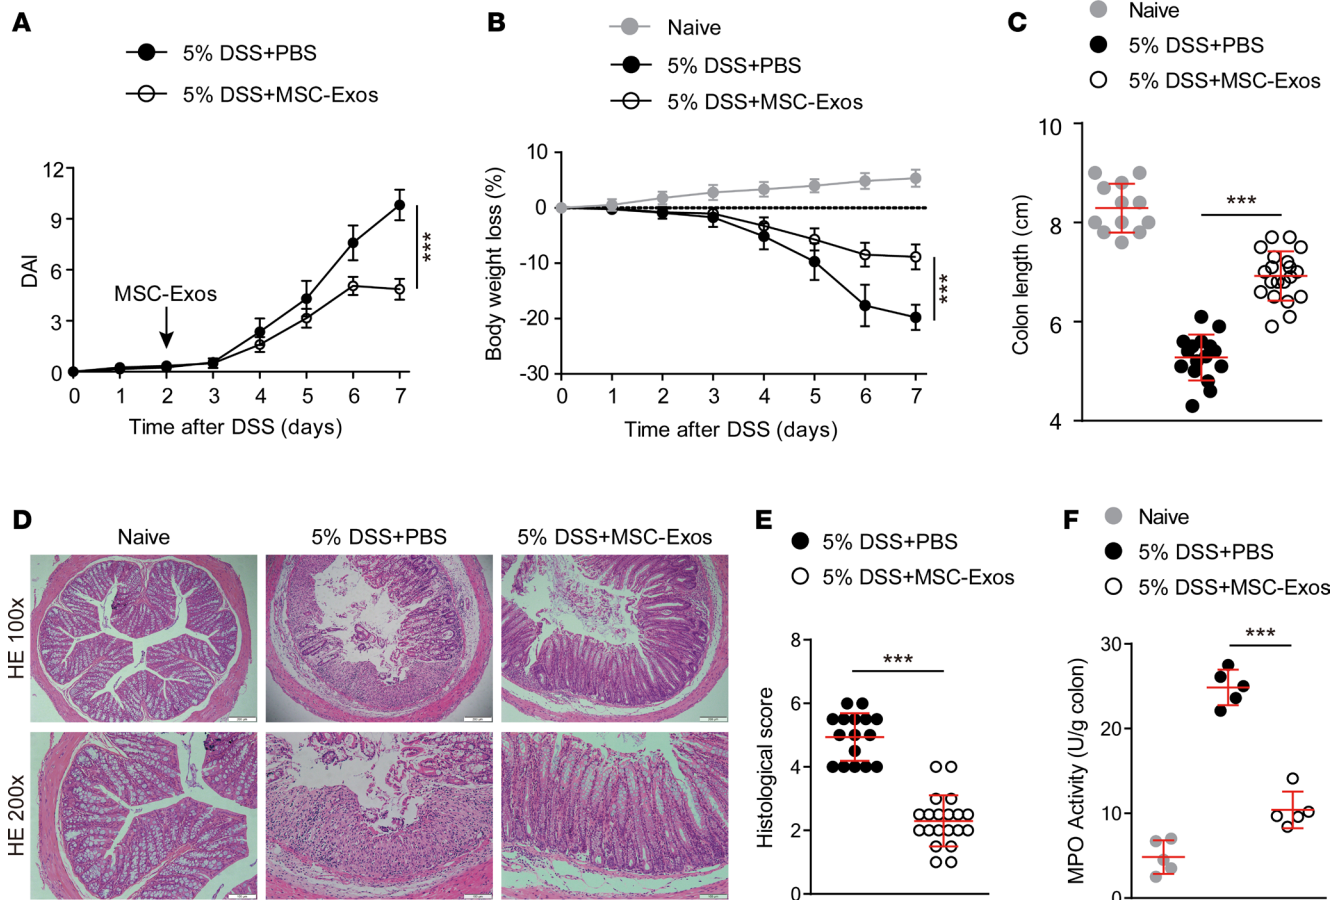 A
5% DSS+PBS
5% DSS+MSC-Exos
12
9
6
3
0
DAI
MSC-Exos
***
0 1 2 3 4 5 6 7
Time after DSS (days)
B
Naive
5% DSS+PBS
5% DSS+MSC-Exos
10
0
-10
-20
-30
Body weight loss (%)
***
0 1 2 3 4 5 6 7
Time after DSS (days)
C
Naive
5% DSS+PBS
5% DSS+MSC-Exos
10
8
6
4
Colon length (cm)
***
D
Naive
5% DSS+PBS
5% DSS+MSC-Exos
HE 100x
HE 200x
E
5% DSS+PBS
5% DSS+MSC-Exos
8
6
4
2
0
Histological score
***
F
Naive
5% DSS+PBS
5% DSS+MSC-Exos
30
20
10
0
MPO Activity (U/g colon)
***